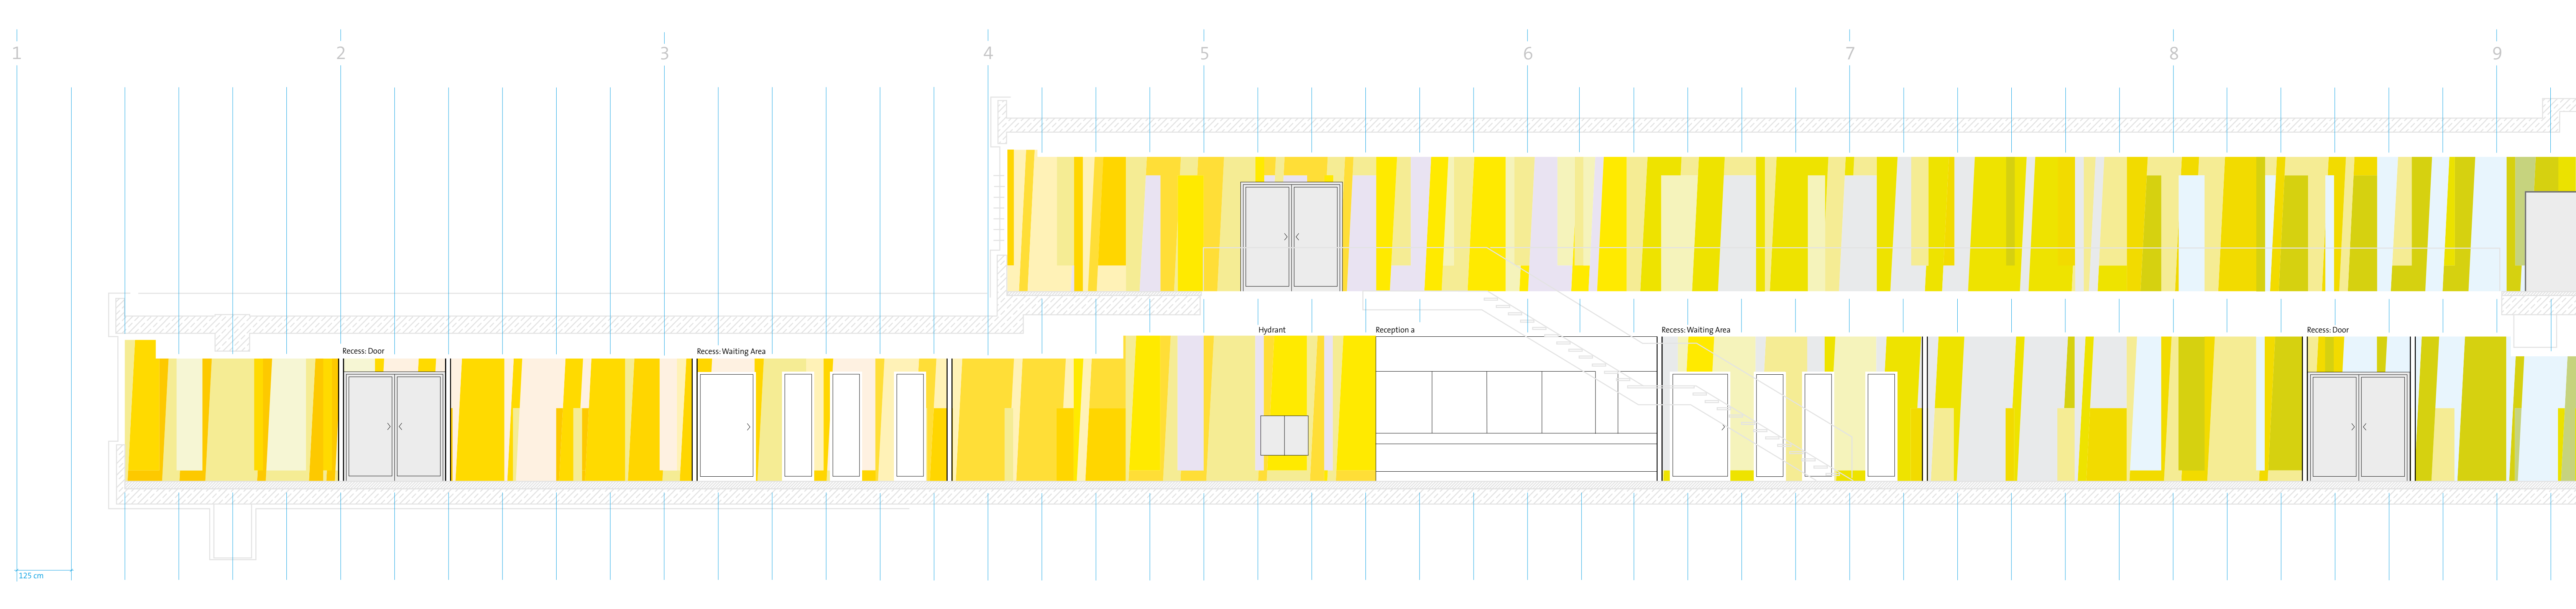 1 2 3 4 5 6 7 8 9
Hydrant Reception a Recess: Waiting Area Recess: Door
Recess: Door Recess: Waiting Area
125 cm